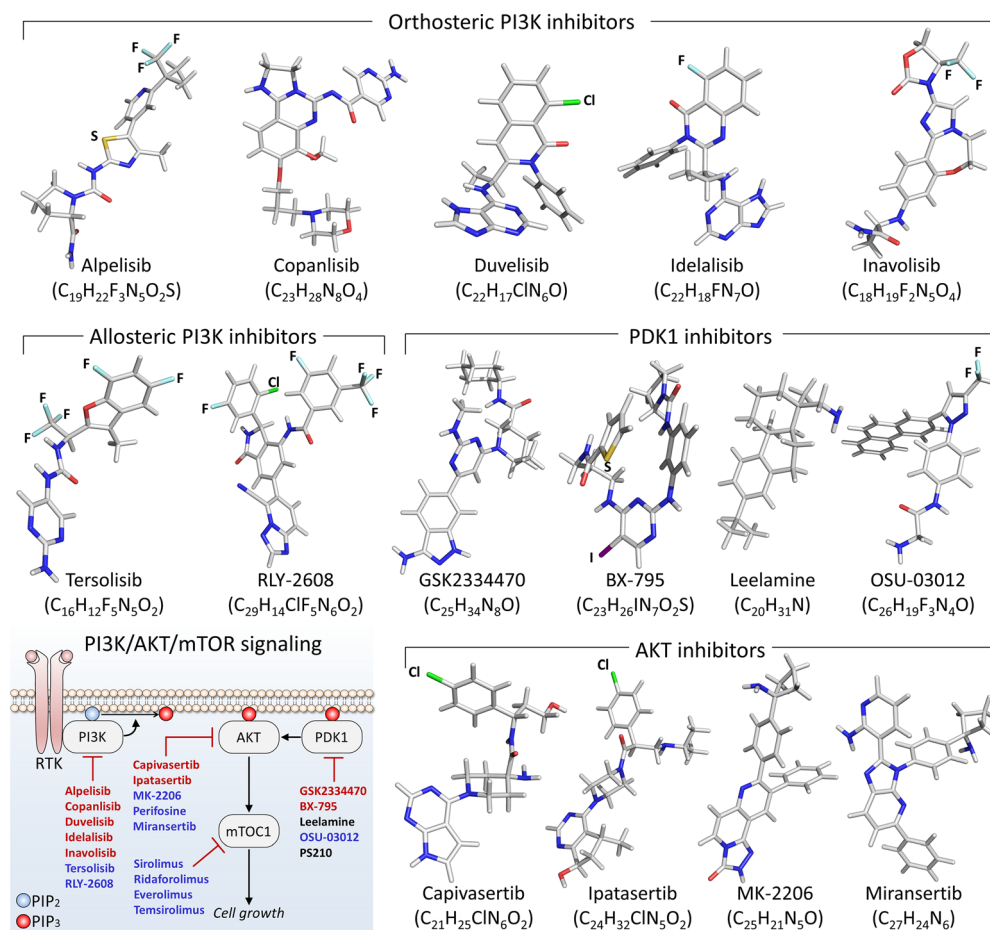 Orthosteric PI3K inhibitors
F
F
F
S
Alpelisib
(C₁₉H₂₂F₃N₅O₂S)
Copanlisib
(C₂₃H₂₈N₈O₄)
Cl
Duvelisib
(C₂₂H₁₇ClN₆O)
F
Idelalisib
(C₂₂H₁₈FN₇O)
F
F
Inavolisib
(C₁₈H₁₉F₂N₅O₄)
Allosteric PI3K inhibitors
F
F
F
F
F
Tersolisib
(C₁₆H₁₂F₅N₅O₂)
F
Cl
F
F
F
RLY-2608
(C₂₉H₁₄ClF₅N₆O₂)
PDK1 inhibitors
GSK2334470
(C₂₅H₃₄N₈O)
S
I
BX-795
(C₂₃H₂₆IN₇O₂S)
Leelamine
(C₂₀H₃₁N)
F
F
OSU-03012
(C₂₆H₁₉F₃N₄O)
PI3K/AKT/mTOR signaling
RTK
PI3K
AKT
PDK1
Alpelisib
Copanlisib
Duvelisib
Idelalisib
Inavolisib
Tersolisib
RLY-2608
Capivasertib
Ipatasertib
MK-2206
Perifosine
Miransertib
GSK2334470
BX-795
Leelamine
OSU-03012
PS210
mTOC1
Sirolimus
Ridaforolimus
Everolimus
Temsirolimus
PIP₂
PIP₃
Cell growth
AKT inhibitors
Cl
Capivasertib
(C₂₁H₂₅ClN₆O₂)
Cl
Ipatasertib
(C₂₄H₃₂ClN₅O₂)
MK-2206
(C₂₅H₂₁N₅O)
Miransertib
(C₂₇H₂₄N₆)